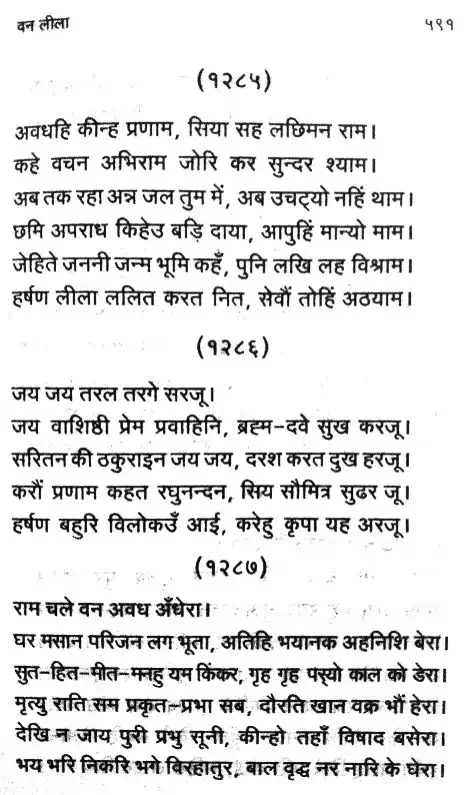 वन लीला
५९१
(१२८५)
अवधहि कीन्ह प्रणाम, सिया सह लछिमन राम।
कहे वचन अभिराम जोरि कर सुन्दर श्याम।
अब तक रहा अन्न जल तुम में, अब उचट्यो नहिं थाम।
छमि अपराध किहेउ बड़ि दाया, आपुहिं मान्यो माम।
जेहिते जननी जन्म भूमि कहँ, पुनि लखि लह विश्राम।
हर्षण लीला ललित करत नित, सेवौं तोहिं अठयाम।
(१२८६)
जय जय तरल तरगे सरजू।
जय वाशिष्ठी प्रेम प्रवाहिनि, ब्रह्म-दवे सुख करजू।
सरितन की ठकुराइन जय जय, दरश करत दुख हरजू।
करौं प्रणाम कहत रघुनन्दन, सिय सौमित्र सुढर जू।
हर्षण बहुरि विलोकउँ आई, करेहु कृपा यह अरजू।
(१२८७)
राम चले वन अवध अँधेरा।
घर मसान परिजन लग भूता, अतिहि भयानक अहनिशि बेरा।
सुत-हित-मीत-मनहु यम किंकर, गृह गृह पर्‌यो काल को डेरा।
मृत्यु राति सम प्रकृत-प्रभा सब, दौरति खान वक्र भौं हेरा।
देखि न जाय पुरी प्रभु सूनी, कीन्हो तहाँ विषाद बसेरा।
भय भरि निकरि भगे विरहातुर, बाल वृद्ध नर नारि के घेरा।